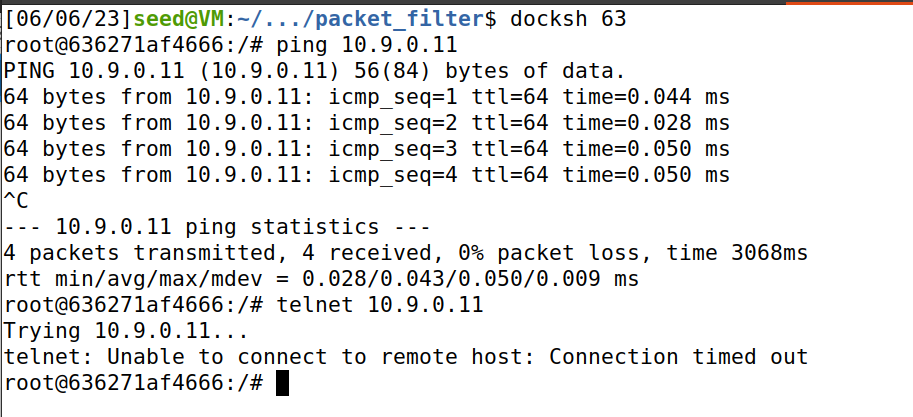 [06/06/23]seed@VM:~/.../packet_filter$ docksh 63
root@636271af4666:/# ping 10.9.0.11
PING 10.9.0.11 (10.9.0.11) 56(84) bytes of data.
64 bytes from 10.9.0.11: icmp_seq=1 ttl=64 time=0.044 ms
64 bytes from 10.9.0.11: icmp_seq=2 ttl=64 time=0.028 ms
64 bytes from 10.9.0.11: icmp_seq=3 ttl=64 time=0.050 ms
64 bytes from 10.9.0.11: icmp_seq=4 ttl=64 time=0.050 ms
^C
--- 10.9.0.11 ping statistics ---
4 packets transmitted, 4 received, 0% packet loss, time 3068ms
rtt min/avg/max/mdev = 0.028/0.043/0.050/0.009 ms
root@636271af4666:/# telnet 10.9.0.11
Trying 10.9.0.11...
telnet: Unable to connect to remote host: Connection timed out
root@636271af4666:/#